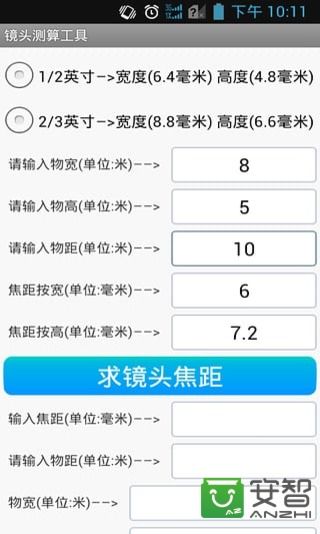 下午 10:11
镜头测算工具
1/2英寸-->宽度(6.4毫米) 高度(4.8毫米)
2/3英寸-->宽度(8.8毫米) 高度(6.6毫米)
请输入物宽(单位:米)--> 8
请输入物高(单位:米)--> 5
请输入物距(单位:米)--> 10
焦距按宽(单位:毫米)--> 6
焦距按高(单位:毫米)--> 7.2
求镜头焦距
输入焦距(单位:毫米)-->
请输入物距(单位:米)-->
物宽(单位:米)-->
安智
ANZHI